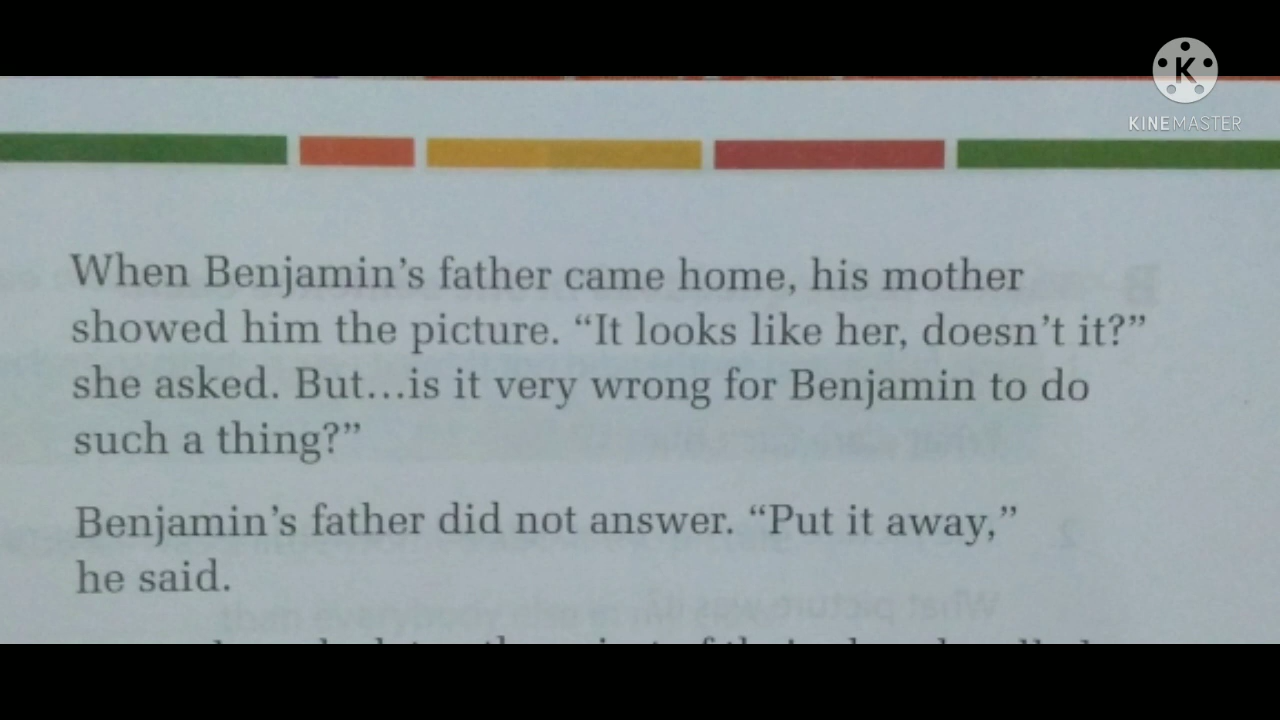 KINEMASTER
When Benjamin's father came home, his mother
showed him the picture. “It looks like her, doesn't it?”
she asked. But...is it very wrong for Benjamin to do
such a thing?”
Benjamin's father did not answer. “Put it away,”
he said.